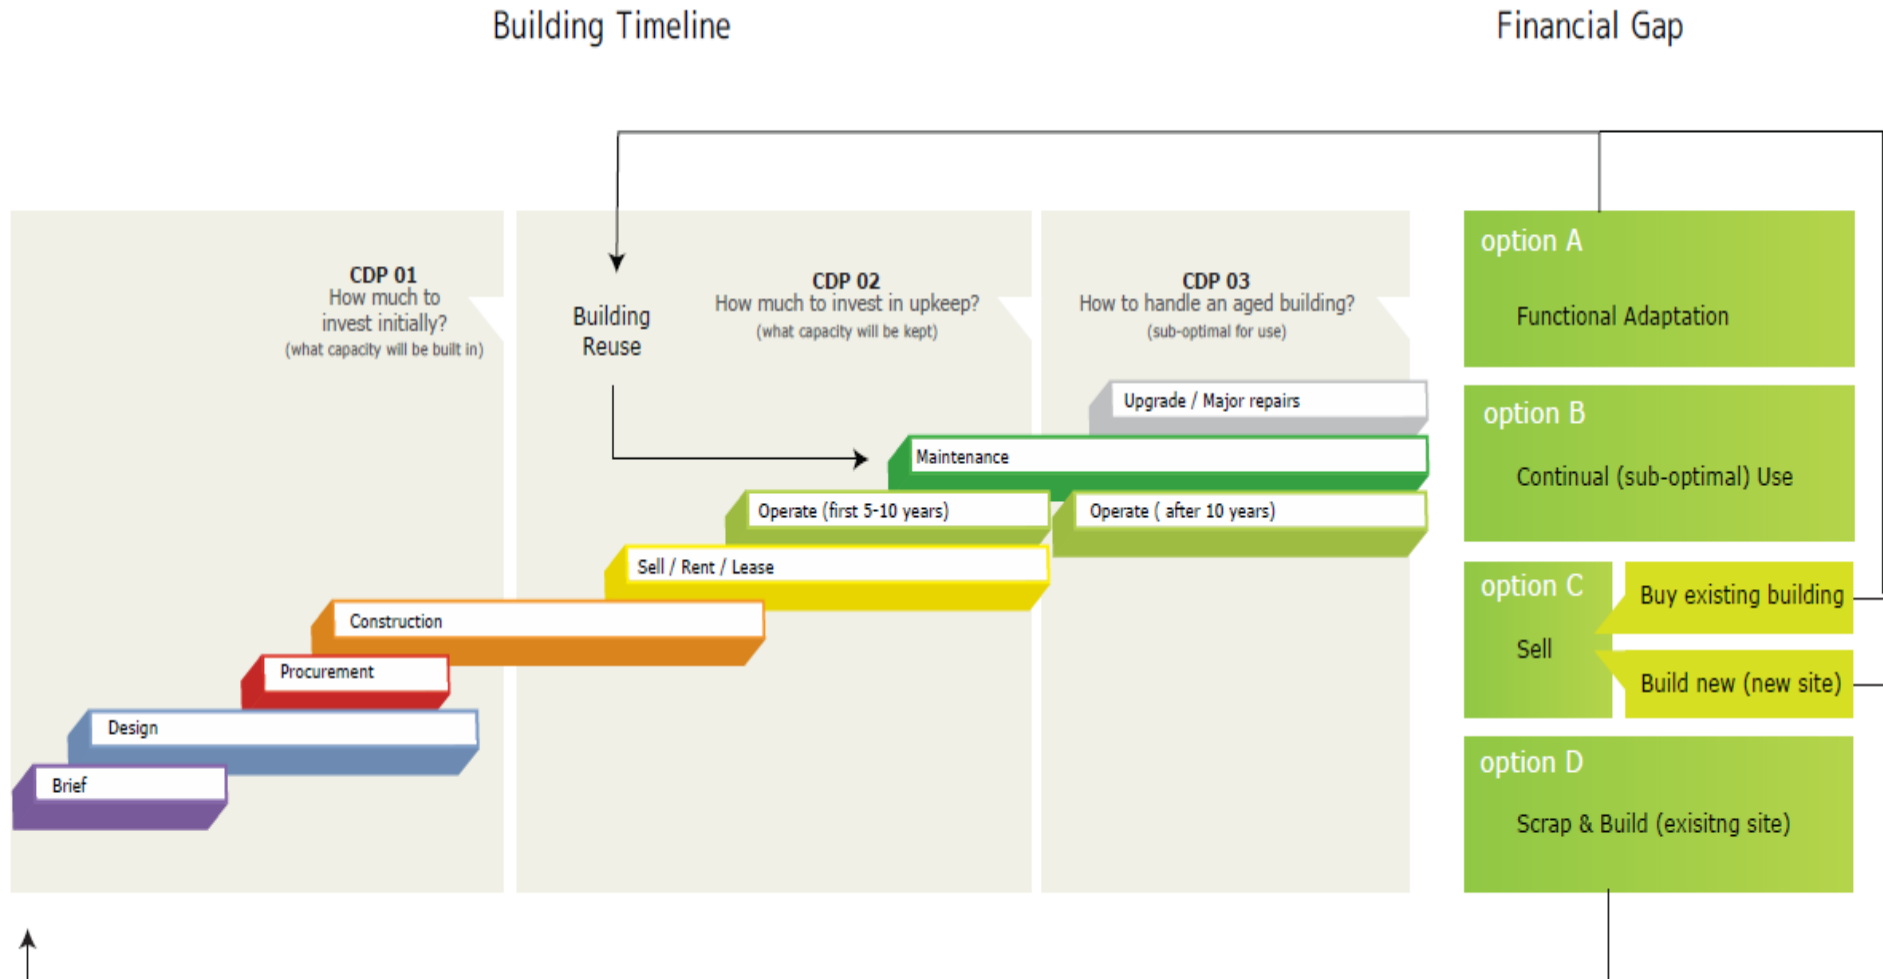 Building Timeline
Financial Gap
CDP 01
How much to
invest initially?
(what capacity will be built in)
Building
Reuse
CDP 02
How much to invest in upkeep?
(what capacity will be kept)
CDP 03
How to handle an aged building?
(sub-optimal for use)
Upgrade / Major repairs
Maintenance
Operate (first 5-10 years)
Operate ( after 10 years)
Sell / Rent / Lease
Construction
Procurement
Design
Brief
option A
Functional Adaptation
option B
Continual (sub-optimal) Use
option C
Sell
Buy existing building
Build new (new site)
option D
Scrap & Build (exisitng site)